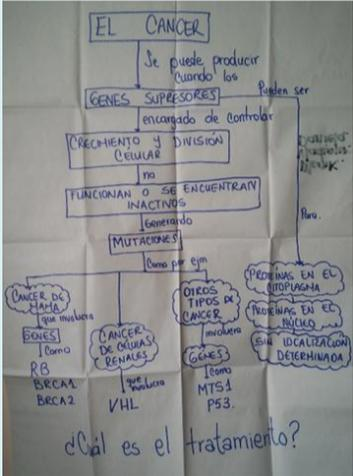 EL CANCER
Se puede producir
cuando los
GENES SUPRESORES
Pueden ser
encargado de controlar
CRECIMIENTO Y DIVISIÓN
CELULAR
no
FUNCIONAN O SE ENCUENTRAN
INACTIVOS
Generando
MUTACIONES
Como por ejm
CANCER DE
MAMA
que involucra
GENES
como
RB
BRCA1
BRCA2
CANCER
DE CÉLULAS
RENALES
que involucra
VHL
OTROS
TIPOS DE
CANCER
involucra
GENES
como
MTS1
P53.
Para.
PROTEÍNAS EN EL
CITOPLASMA
PROTEÍNAS EN EL
NÚCLEO
SIN LOCALIZACIÓN
DETERMINADA
¿Cuál es el tratamiento?